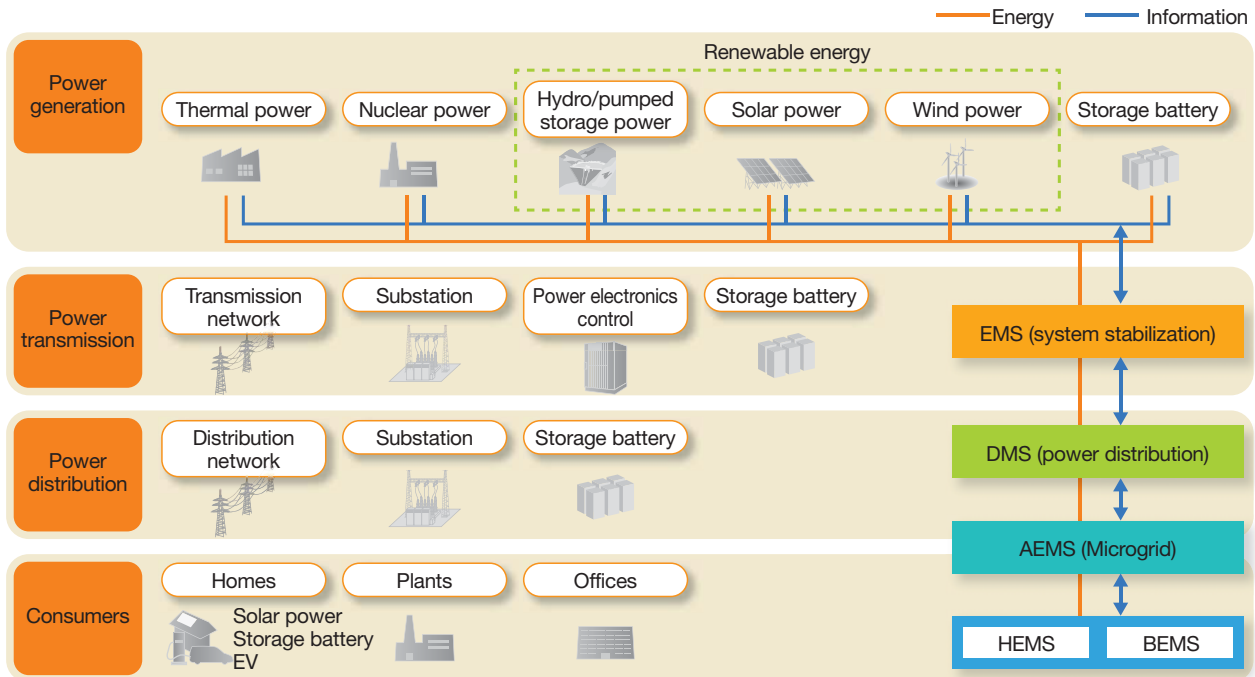 Energy
Information
Power
generation
Renewable energy
Thermal power
Nuclear power
Hydro/pumped
storage power
Solar power
Wind power
Storage battery
Power
transmission
Transmission
network
Substation
Power electronics
control
Storage battery
EMS (system stabilization)
Power
distribution
Distribution
network
Substation
Storage battery
DMS (power distribution)
AEMS (Microgrid)
Consumers
Homes
Solar power
Storage battery
EV
Plants
Offices
HEMS
BEMS